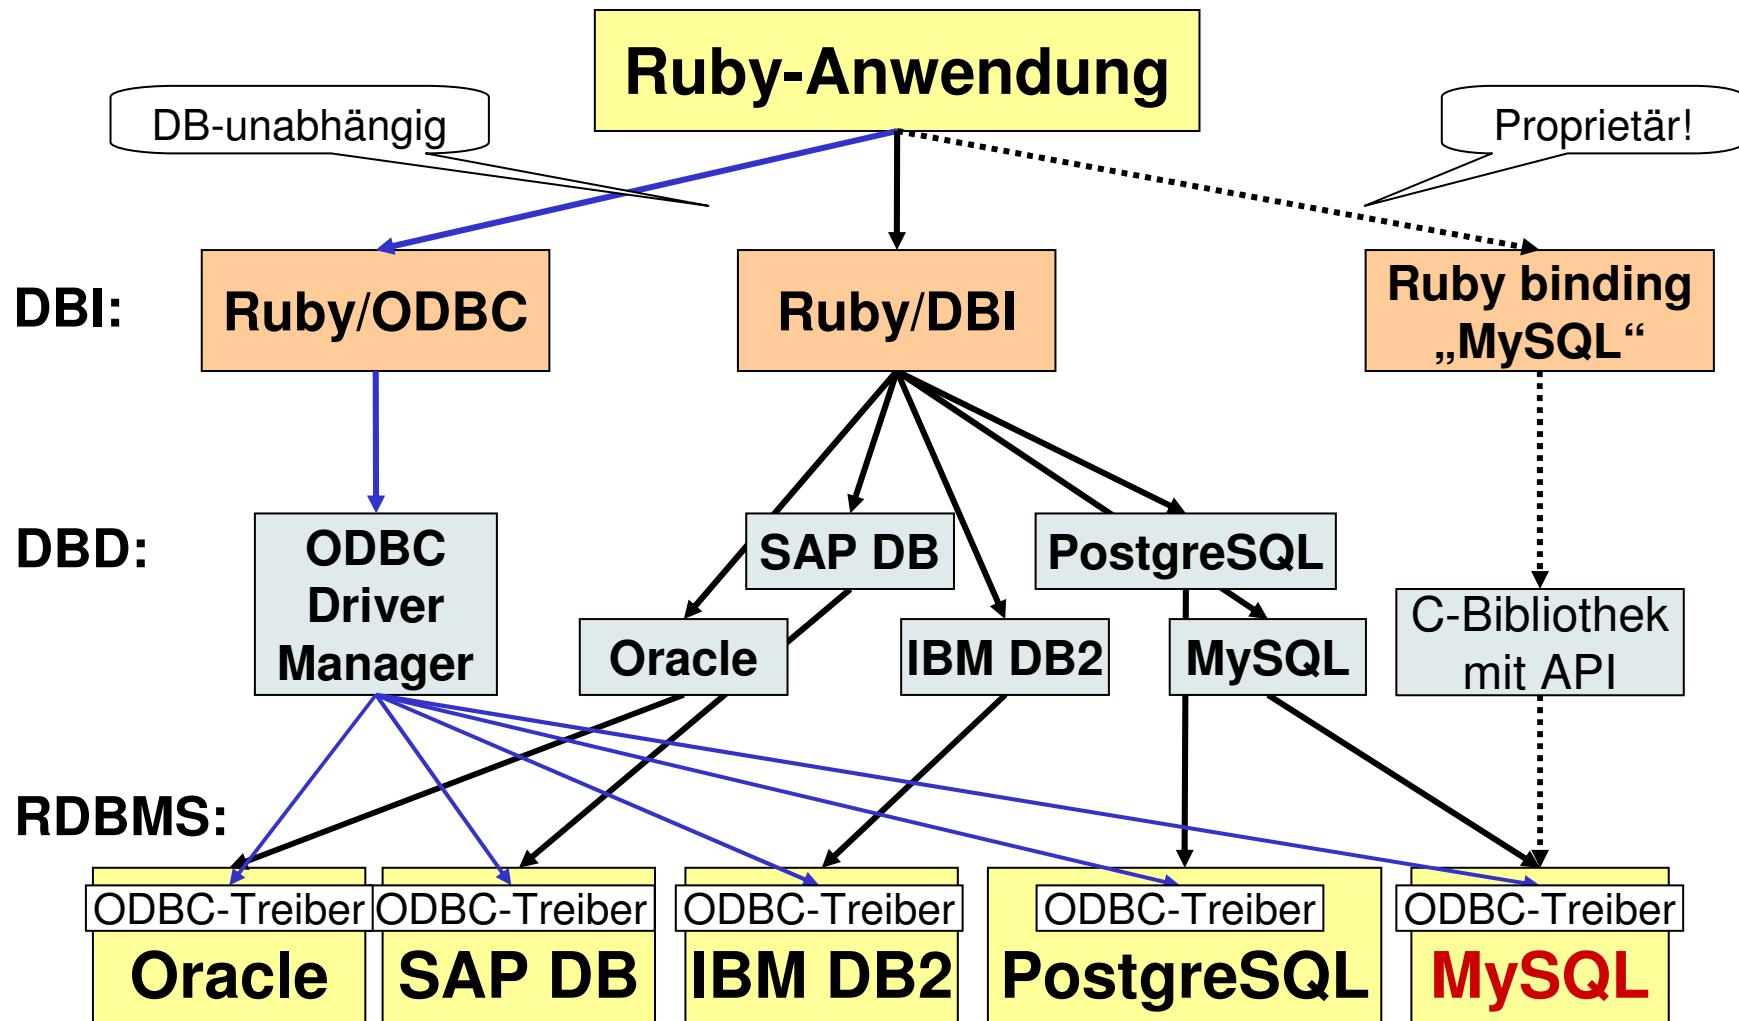 Ruby-Anwendung
DB-unabhängig
Proprietär!
DBI:
Ruby/ODBC
Ruby/DBI
Ruby binding
„MySQL“
DBD:
ODBC
Driver
Manager
SAP DB
PostgreSQL
Oracle
IBM DB2
MySQL
C-Bibliothek
mit API
RDBMS:
ODBC-Treiber
Oracle
ODBC-Treiber
SAP DB
ODBC-Treiber
IBM DB2
ODBC-Treiber
PostgreSQL
ODBC-Treiber
MySQL